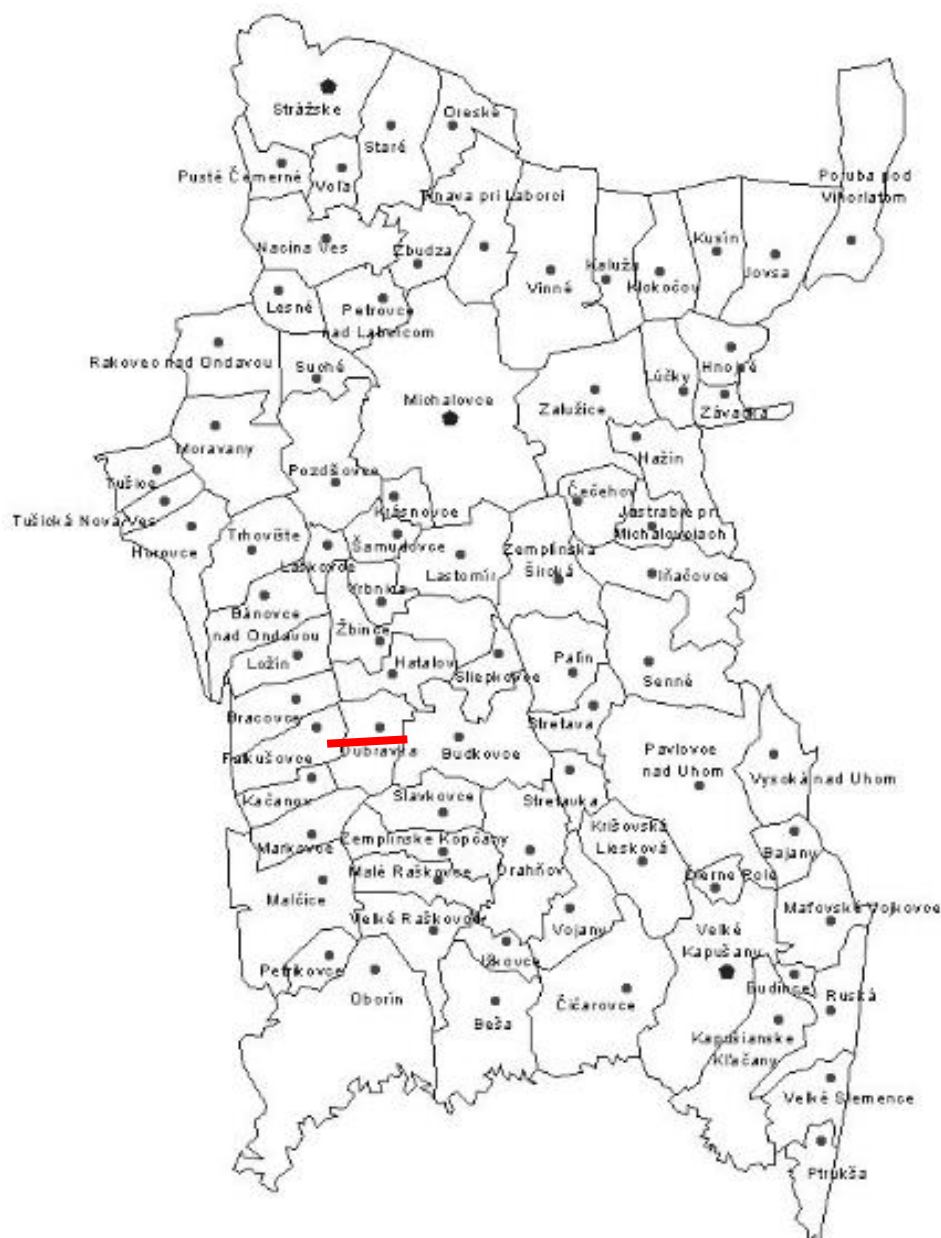 Strážske
Oreské
Staré
Pusté Čemerné
Voľa
Poruba pod
Vihorlatom
Trnava pri Laborci
Nacina Ves
Zbudza
Kusín
Kaluža
Klokočov
Jovsa
Vinné
Lesné
Petrovce
nad Laborcom
Rakovec nad Ondavou
Suché
Hnojné
Lúčky
Michalovce
Zalužice
Závadka
Moravany
Hažín
Pozdišovce
Tušice
Čečehov
Krásnovce
Jastrabie pri
Michalovciach
Tušická Nová Ves
Horovce
Trhovište
Šamudovce
Laškovce
Lastomír
Zemplínska
Široká
Iňačovce
Vrbnica
Bánovce
nad Ondavou
Žbince
Ložín
Hatalov
Sliepkovce
Palín
Senné
Bracovce
Stretava
Falkušovce
Dúbravka
Budkovce
Pavlovce
nad Uhom
Vysoká nad Uhom
Kačanov
Slavkovce
Stretavka
Markovce
Zemplínske Kopčany
Krišovská
Liesková
Bajany
Malé Raškovce
Drahňov
Čierne Pole
Malčice
Maťovské Vojkovce
Veľké Raškovce
Vojany
Veľké
Kapušany
Petrikovce
Ižkovce
Budince
Oborín
Beša
Čičarovce
Ruská
Kapušianske
Kľačany
Veľké Slemence
Ptrukša